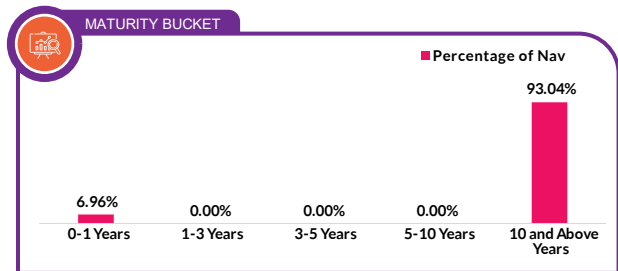 MATURITY BUCKET
Percentage of Nav
93.04%
6.96%
0.00%
0.00%
0.00%
0-1 Years
1-3 Years
3-5 Years
5-10 Years
10 and Above
Years